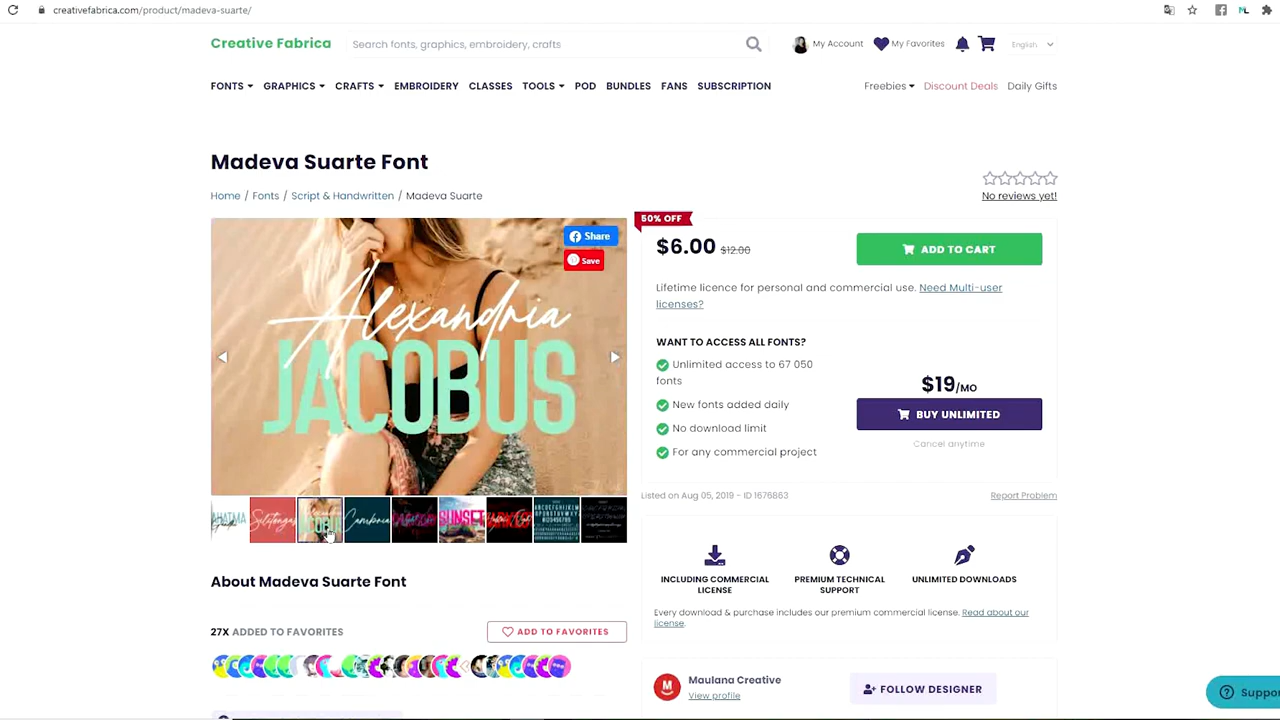 creativefabrica.com/product/madeva-suarte/
Creative Fabrica
Search fonts, graphics, embroidery, crafts
My Account
My Favorites
English
FONTS
GRAPHICS
CRAFTS
EMBROIDERY
CLASSES
TOOLS
POD
BUNDLES
FANS
SUBSCRIPTION
Freebies
Discount Deals
Daily Gifts
Madeva Suarte Font
Home / Fonts / Script & Handwritten / Madeva Suarte
No reviews yet!
Share
Save
Alexandria
JACOBUS
50% OFF
$6.00 $12.00
ADD TO CART
Lifetime licence for personal and commercial use. Need Multi-user
licenses?
WANT TO ACCESS ALL FONTS?
Unlimited access to 67 050
fonts
New fonts added daily
No download limit
For any commercial project
$19/MO
BUY UNLIMITED
Cancel anytime
Listed on Aug 05, 2019 - ID 1676863
Report Problem
Cambria
SUNSET
INCLUDING COMMERCIAL
LICENSE
PREMIUM TECHNICAL
SUPPORT
UNLIMITED DOWNLOADS
Every download & purchase includes our premium commercial license. Read about our
license.
About Madeva Suarte Font
27X ADDED TO FAVORITES
ADD TO FAVORITES
M
Maulana Creative
View profile
FOLLOW DESIGNER
Suppo